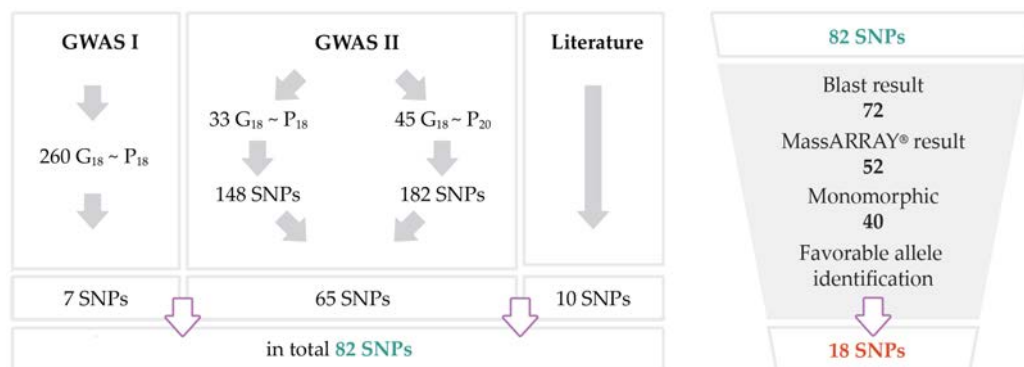 GWAS I
260 G₁₈ ~ P₁₈
7 SNPs
GWAS II
33 G₁₈ ~ P₁₈
45 G₁₈ ~ P₂₀
148 SNPs
182 SNPs
65 SNPs
Literature
10 SNPs
in total 82 SNPs
82 SNPs
Blast result
72
MassARRAY® result
52
Monomorphic
40
Favorable allele
identification
18 SNPs